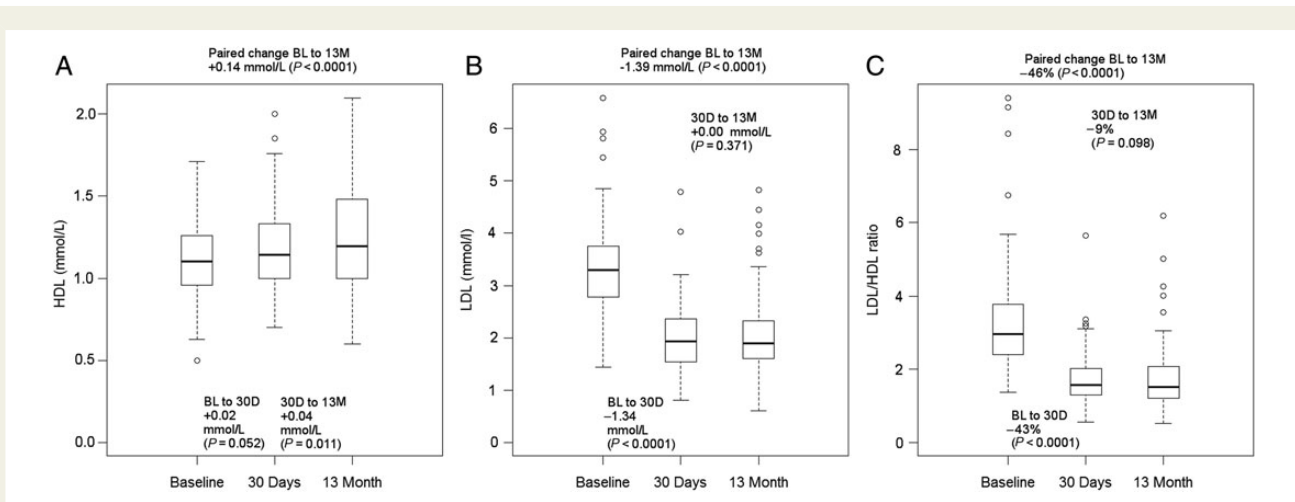 A
Paired change BL to 13M
+0.14 mmol/L (P < 0.0001)
HDL (mmol/L)
2.0
1.5
1.0
0.5
0.0
BL to 30D
+0.02
mmol/L
(P = 0.052)
30D to 13M
+0.04
mmol/L
(P = 0.011)
Baseline
30 Days
13 Month
B
Paired change BL to 13M
-1.39 mmol/L (P < 0.0001)
LDL (mmol/l)
6
5
4
3
2
1
0
30D to 13M
+0.00 mmol/L
(P = 0.371)
BL to 30D
−1.34
mmol/L
(P < 0.0001)
Baseline
30 Days
13 Month
C
Paired change BL to 13M
−46% (P < 0.0001)
LDL/HDL ratio
8
6
4
2
0
30D to 13M
−9%
(P = 0.098)
BL to 30D
−43%
(P < 0.0001)
Baseline
30 Days
13 Month